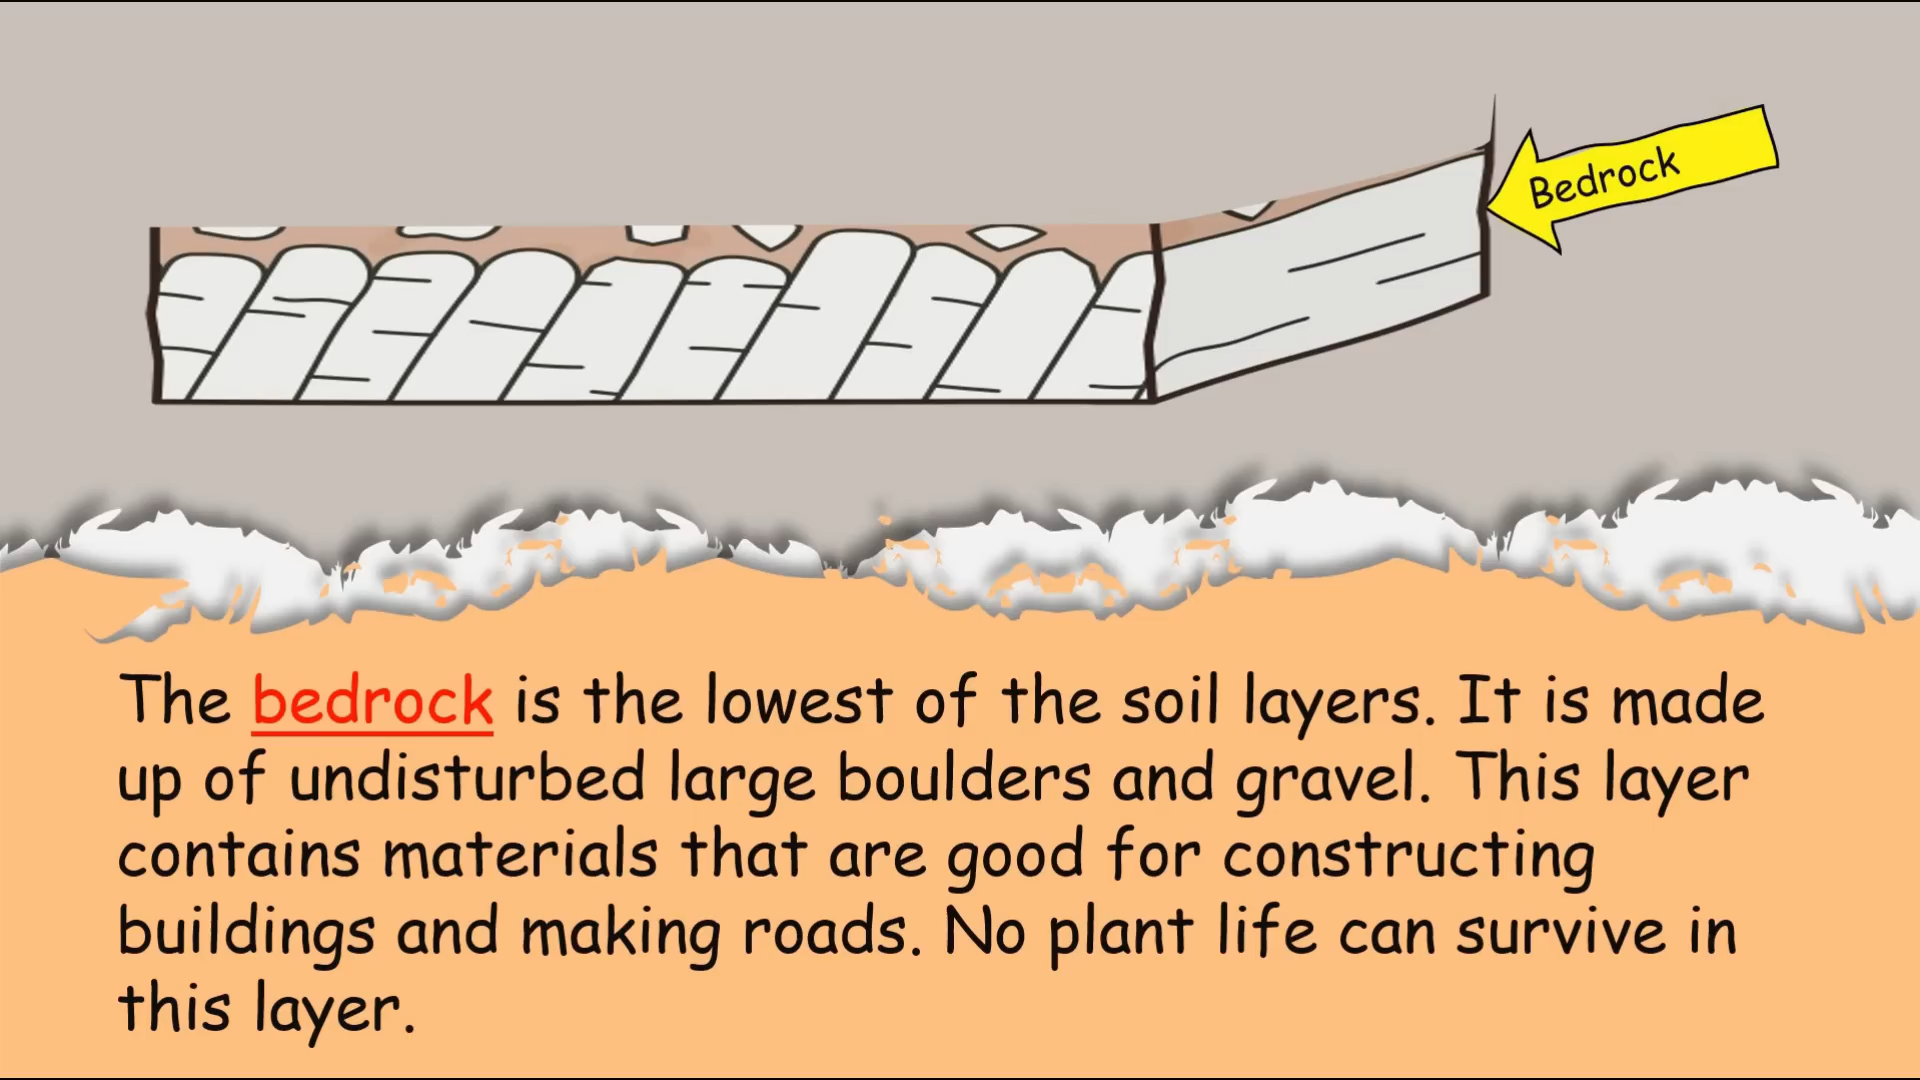 Bedrock
The bedrock is the lowest of the soil layers. It is made
up of undisturbed large boulders and gravel. This layer
contains materials that are good for constructing
buildings and making roads. No plant life can survive in
this layer.